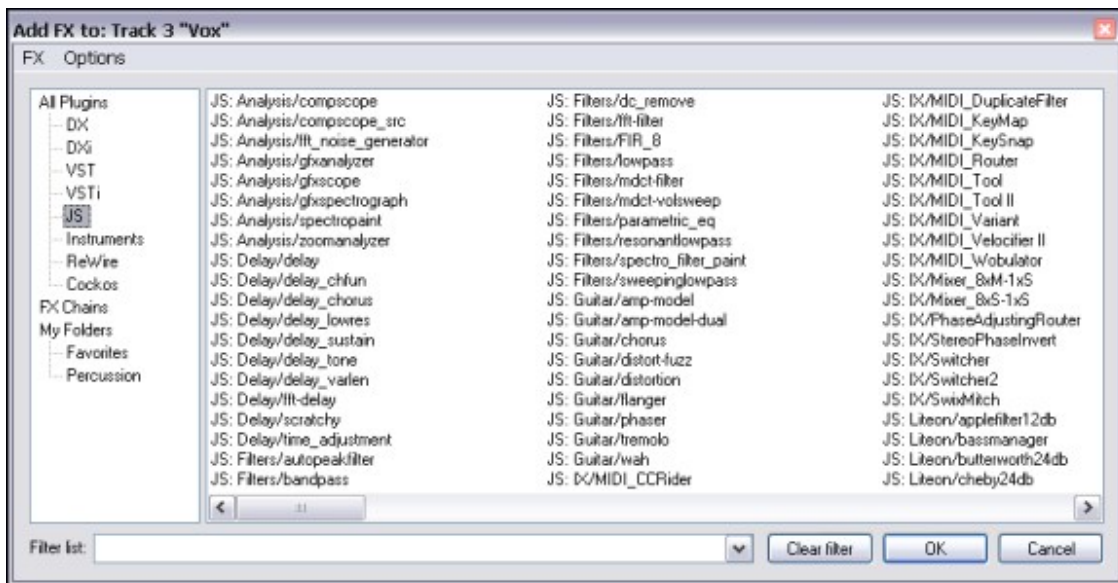 Add FX to: Track 3 "Vox"
FX Options
All Plugins
DX
DXi
VST
VSTi
JS
Instruments
ReWire
Cockos
FX Chains
My Folders
Favorites
Percussion
JS: Analysis/compscope
JS: Analysis/compscope_src
JS: Analysis/fft_noise_generator
JS: Analysis/gfxanalyzer
JS: Analysis/gfxscope
JS: Analysis/gfxspectrograph
JS: Analysis/spectropaint
JS: Analysis/zoomanalyzer
JS: Delay/delay
JS: Delay/delay_chfun
JS: Delay/delay_chorus
JS: Delay/delay_lowres
JS: Delay/delay_sustain
JS: Delay/delay_tone
JS: Delay/delay_varlen
JS: Delay/fft-delay
JS: Delay/scratchy
JS: Delay/time_adjustment
JS: Filters/autopeakfilter
JS: Filters/bandpass
JS: Filters/dc_remove
JS: Filters/fft-filter
JS: Filters/FIR_8
JS: Filters/lowpass
JS: Filters/mdct-filter
JS: Filters/mdct-volsweep
JS: Filters/parametric_eq
JS: Filters/resonantlowpass
JS: Filters/spectro_filter_paint
JS: Filters/sweepinglowpass
JS: Guitar/amp-model
JS: Guitar/amp-model-dual
JS: Guitar/chorus
JS: Guitar/distort-fuzz
JS: Guitar/distortion
JS: Guitar/flanger
JS: Guitar/phaser
JS: Guitar/tremolo
JS: Guitar/wah
JS: IX/MIDI_CCRider
JS: IX/MIDI_DuplicateFilter
JS: IX/MIDI_KeyMap
JS: IX/MIDI_KeySnap
JS: IX/MIDI_Router
JS: IX/MIDI_Tool
JS: IX/MIDI_Tool II
JS: IX/MIDI_Variant
JS: IX/MIDI_Velocifier II
JS: IX/MIDI_Wobulator
JS: IX/Mixer_8xM-1xS
JS: IX/Mixer_8xS-1xS
JS: IX/PhaseAdjustingRouter
JS: IX/StereoPhaseInvert
JS: IX/Switcher
JS: IX/Switcher2
JS: IX/SwixMitch
JS: Liteon/applefilter12db
JS: Liteon/bassmanager
JS: Liteon/butterworth24db
JS: Liteon/cheby24db
Filter list:
Clear filter
OK
Cancel